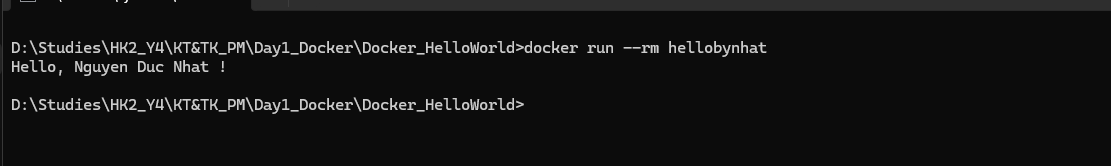 D:\Studies\HK2_Y4\KT&TK_PM\Day1_Docker\Docker_HelloWorld>docker run --rm hellobynhat
Hello, Nguyen Duc Nhat !
D:\Studies\HK2_Y4\KT&TK_PM\Day1_Docker\Docker_HelloWorld>